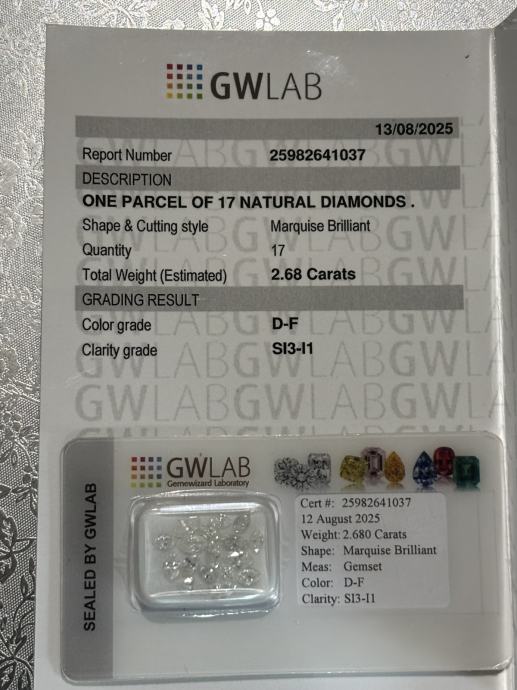 GWLAB
13/08/2025
Report Number 25982641037
DESCRIPTION
ONE PARCEL OF 17 NATURAL DIAMONDS .
Shape & Cutting style Marquise Brilliant
Quantity 17
Total Weight (Estimated) 2.68 Carats
GRADING RESULT
Color grade D-F
Clarity grade SI3-I1
SEALED BY GWLAB
GWLAB
Gemewizard Laboratory
Cert #: 25982641037
12 August 2025
Weight: 2.680 Carats
Shape: Marquise Brilliant
Meas: Gemset
Color: D-F
Clarity: SI3-I1